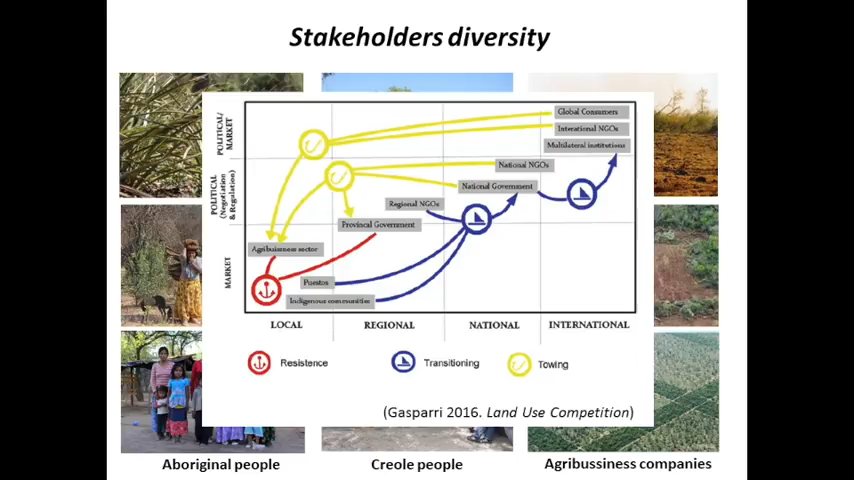 Stakeholders diversity
POLITICAL/
MARKET
POLITICAL
(Negotiation
& Regulation)
MARKET
Global Consumers
Interational NGOs
Multilateral institutions
National NGOs
National Government
Regional NGOs
Provincial Government
Agribuisness sector
Puestos
Indigenous communities
LOCAL
REGIONAL
NATIONAL
INTERNATIONAL
Resistence
Transitioning
Towing
(Gasparri 2016. Land Use Competition)
Aboriginal people
Creole people
Agribussiness companies